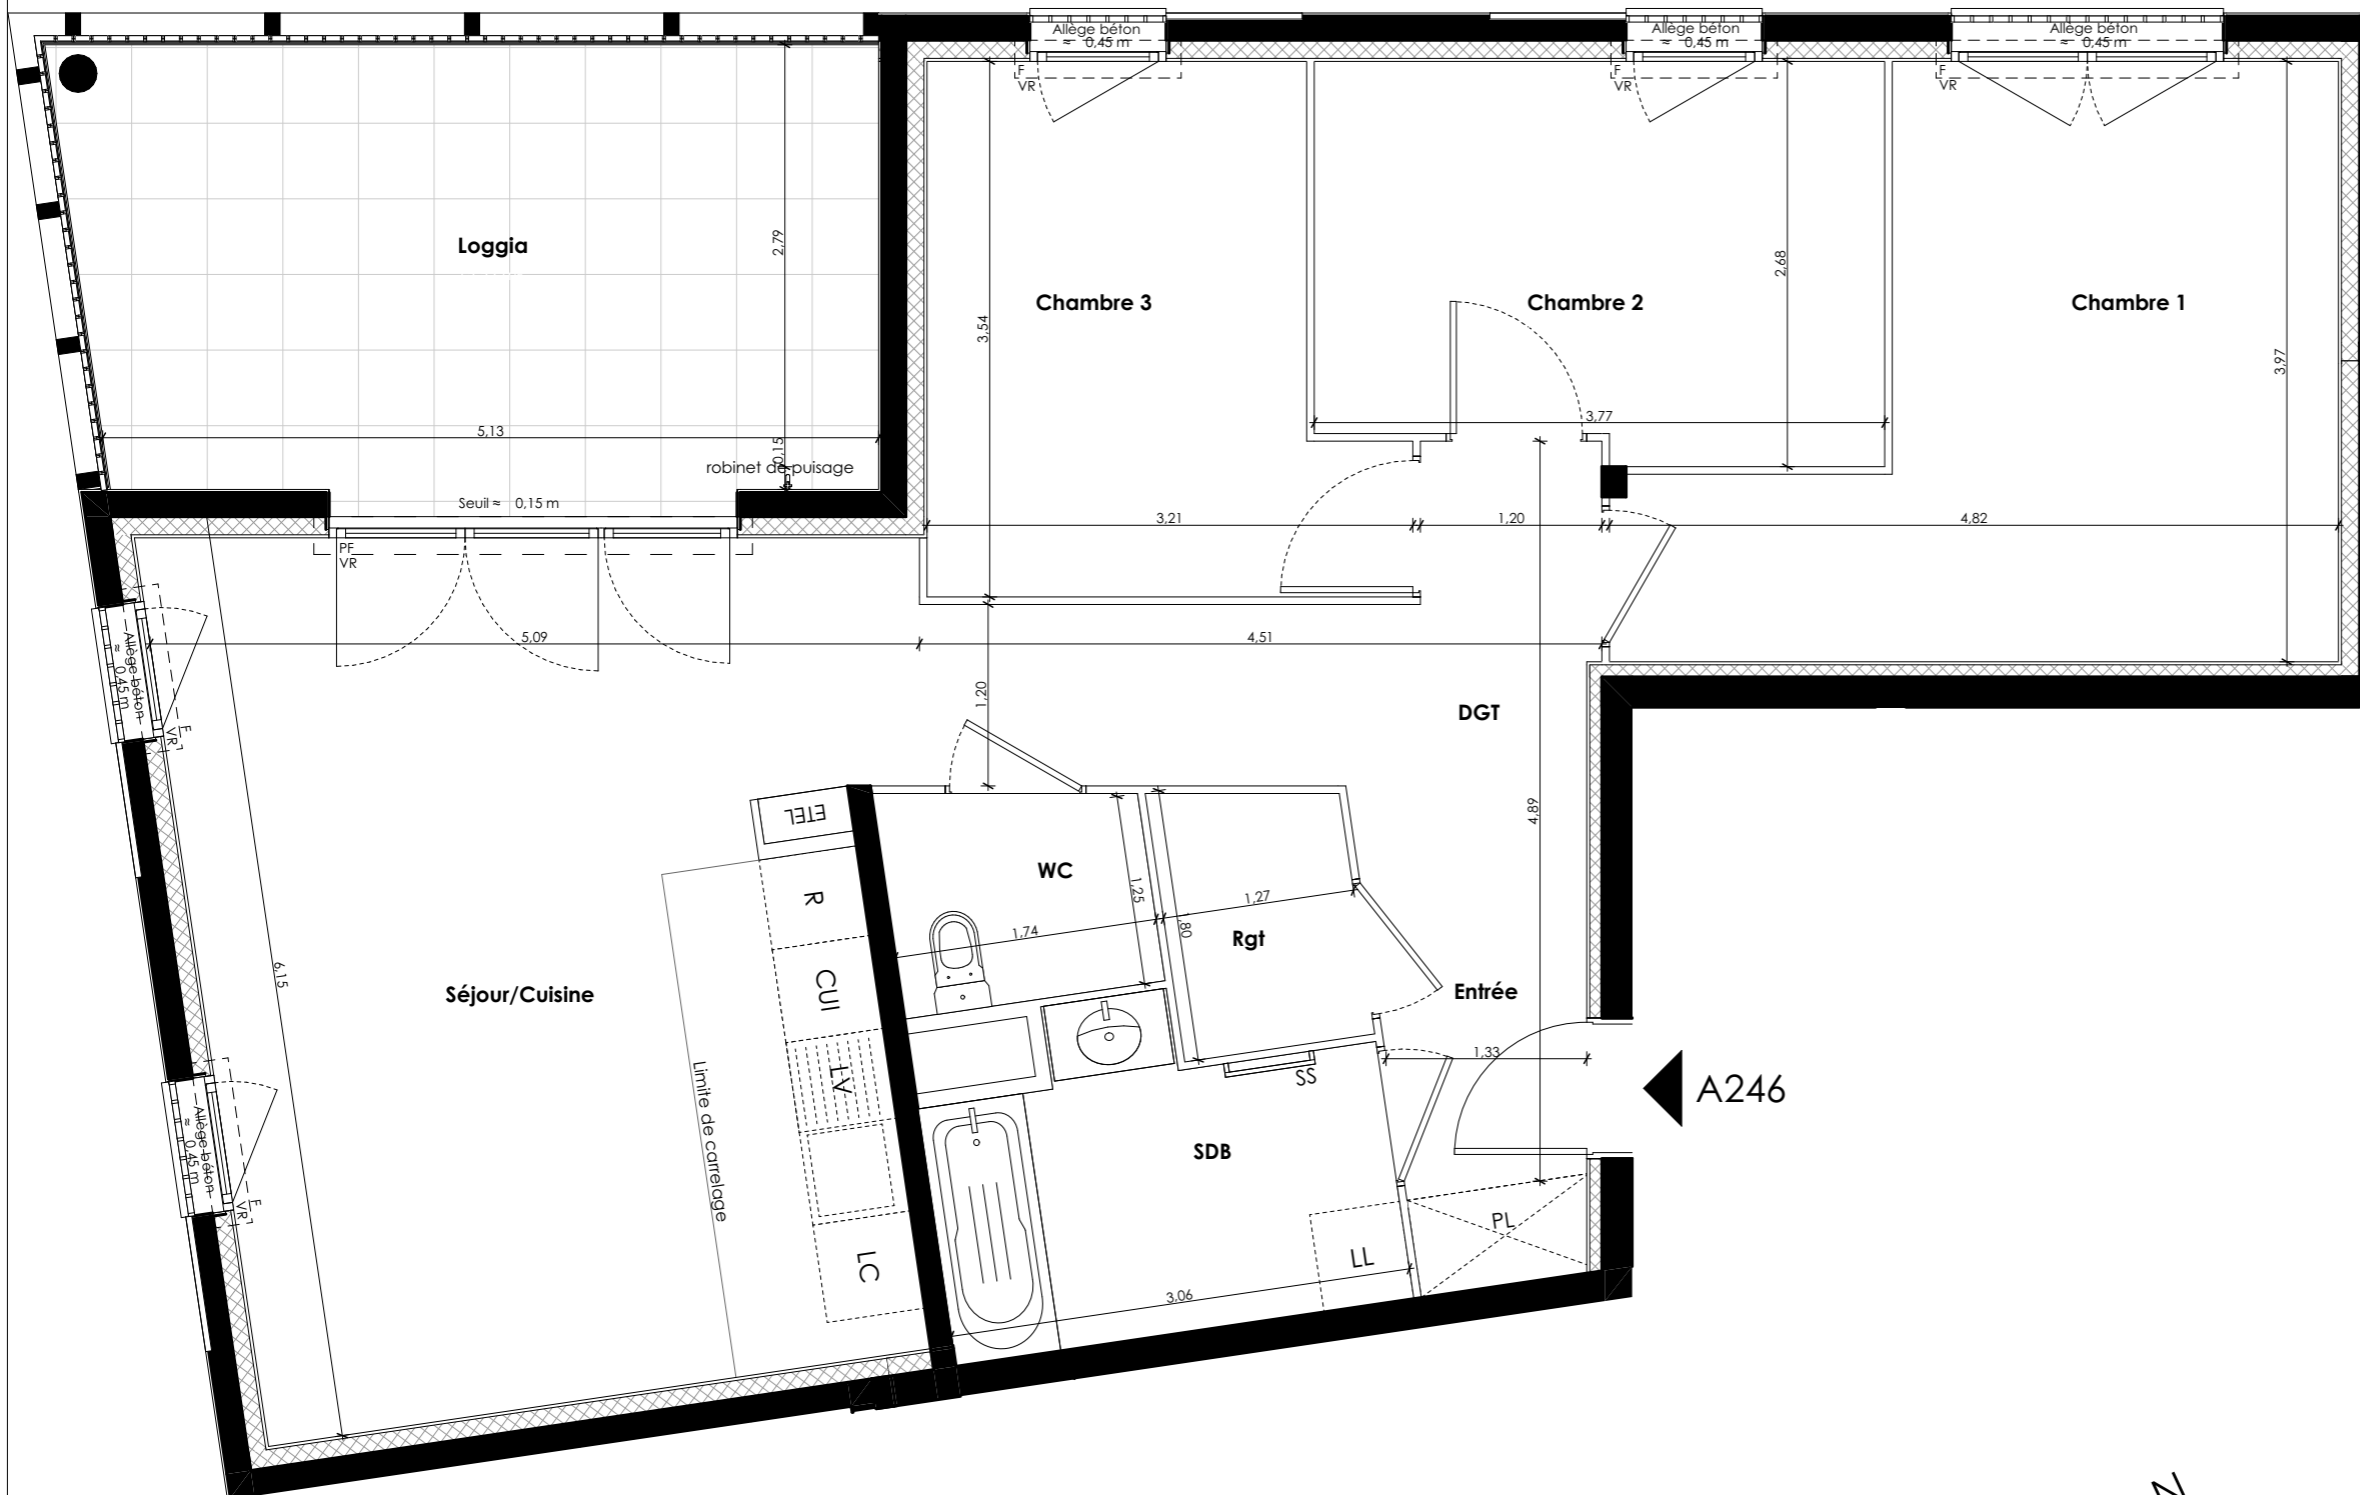 Allège béton
≈ 0,45 m
Allège béton
≈ 0,45 m
Allège béton
≈ 0,45 m
F
VR
F
VR
F
VR
Loggia
2,79
Chambre 3
3,54
Chambre 2
2,68
Chambre 1
3,97
3,77
5,13
0,15
robinet de puisage
Seuil ≈ 0,15 m
3,21
1,20
4,82
PF
VR
5,09
4,51
Allège béton
≈ 0,45 m
F
VR
1,20
DGT
4,89
ETEL
WC
1,25
1,27
R
1,74
,80
Rgt
6,15
Séjour/Cuisine
CUI
Entrée
1,33
SS
A246
AT
Limite de carrelage
Allège béton
≈ 0,45 m
F
VR
SDB
PL
LL
LC
3,06
N